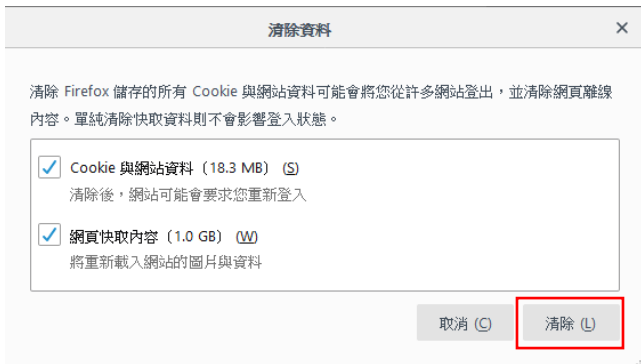 清除資料
清除 Firefox 儲存的所有 Cookie 與網站資料可能會將您從許多網站登出，並清除網頁離線
內容。單純清除快取資料則不會影響登入狀態。
Cookie 與網站資料（18.3 MB） (S)
清除後，網站可能會要求您重新登入
網頁快取內容（1.0 GB） (W)
將重新載入網站的圖片與資料
取消 (C) 清除 (L)